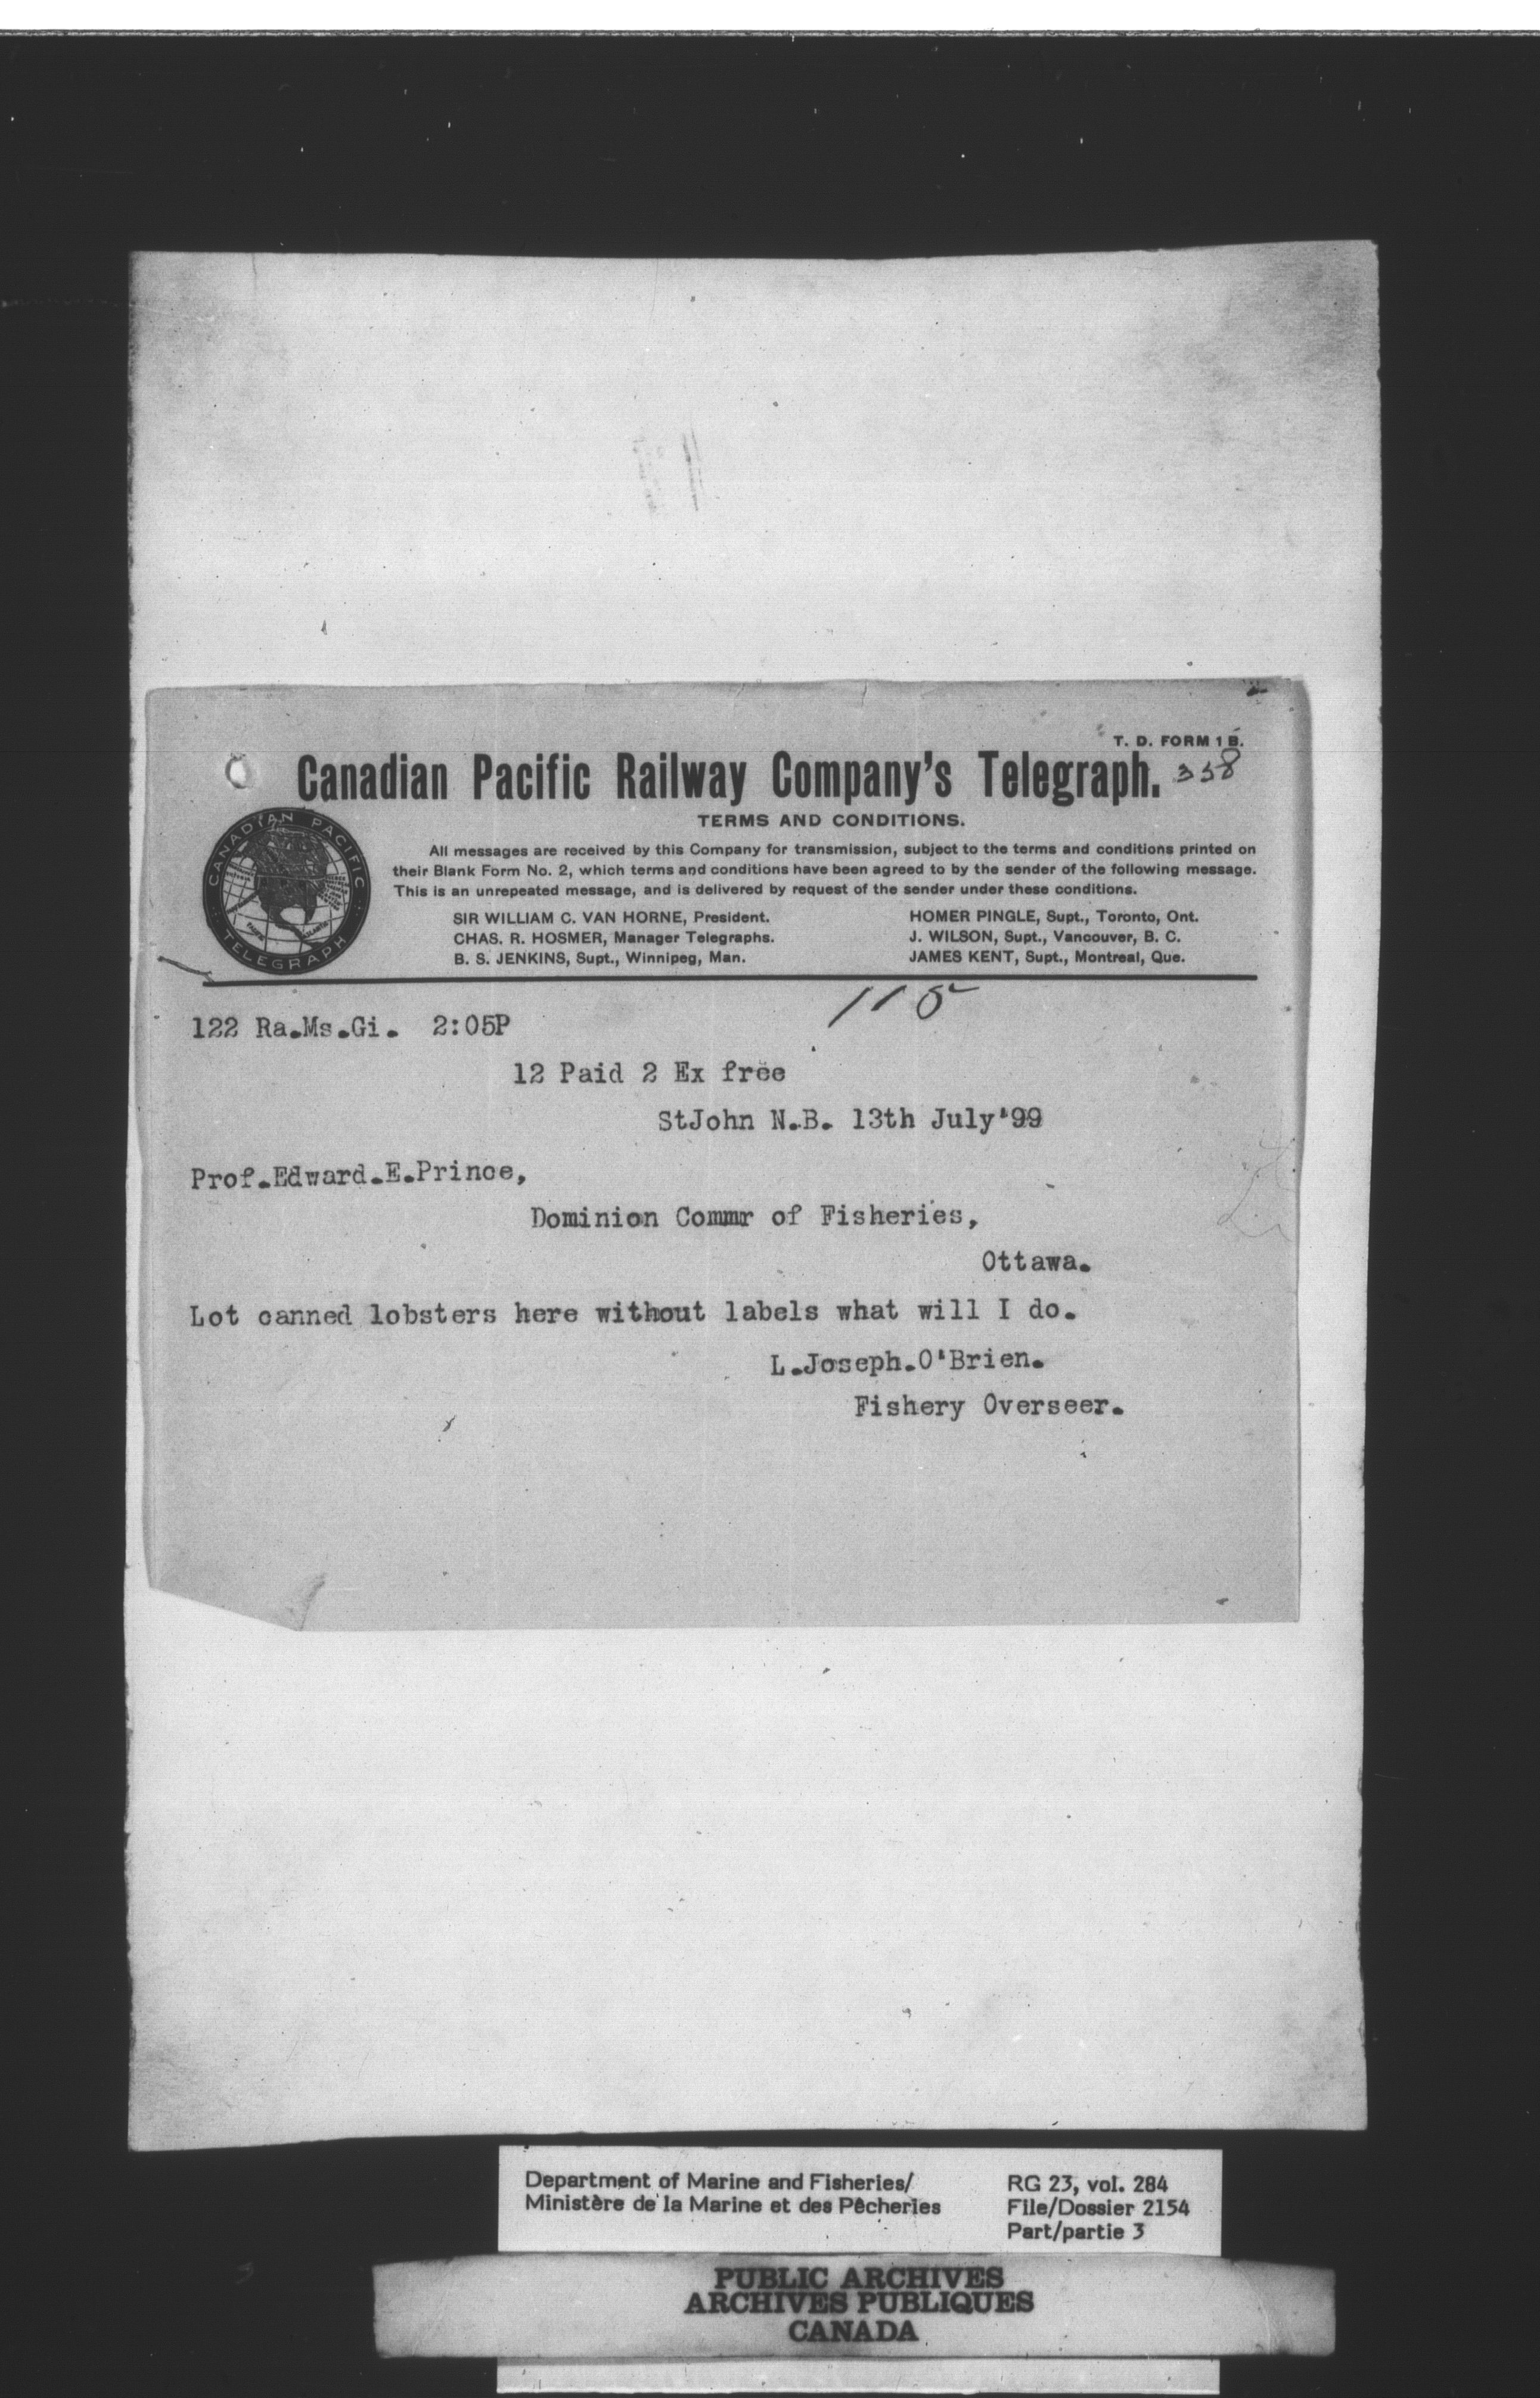 T. D. FORM 1 B.
Canadian Pacific Railway Company's Telegraph. 358
TERMS AND CONDITIONS.
All messages are received by this Company for transmission, subject to the terms and conditions printed on
their Blank Form No. 2, which terms and conditions have been agreed to by the sender of the following message.
This is an unrepeated message, and is delivered by request of the sender under these conditions.
SIR WILLIAM C. VAN HORNE, President. HOMER PINGLE, Supt., Toronto, Ont.
CHAS. R. HOSMER, Manager Telegraphs. J. WILSON, Supt., Vancouver, B. C.
B. S. JENKINS, Supt., Winnipeg, Man. JAMES KENT, Supt., Montreal, Que.
CANADIAN PACIFIC
TELEGRAPH
115
122 Ra.Ms.Gi. 2:05P
12 Paid 2 Ex free
StJohn N.B. 13th July'99
Prof.Edward.E.Prince,
Dominion Commr of Fisheries,
Ottawa.
Lot canned lobsters here without labels what will I do.
L.Joseph.O'Brien.
Fishery Overseer.
Department of Marine and Fisheries/ RG 23, vol. 284
Ministère de la Marine et des Pêcheries File/Dossier 2154
Part/partie 3
PUBLIC ARCHIVES
ARCHIVES PUBLIQUES
CANADA